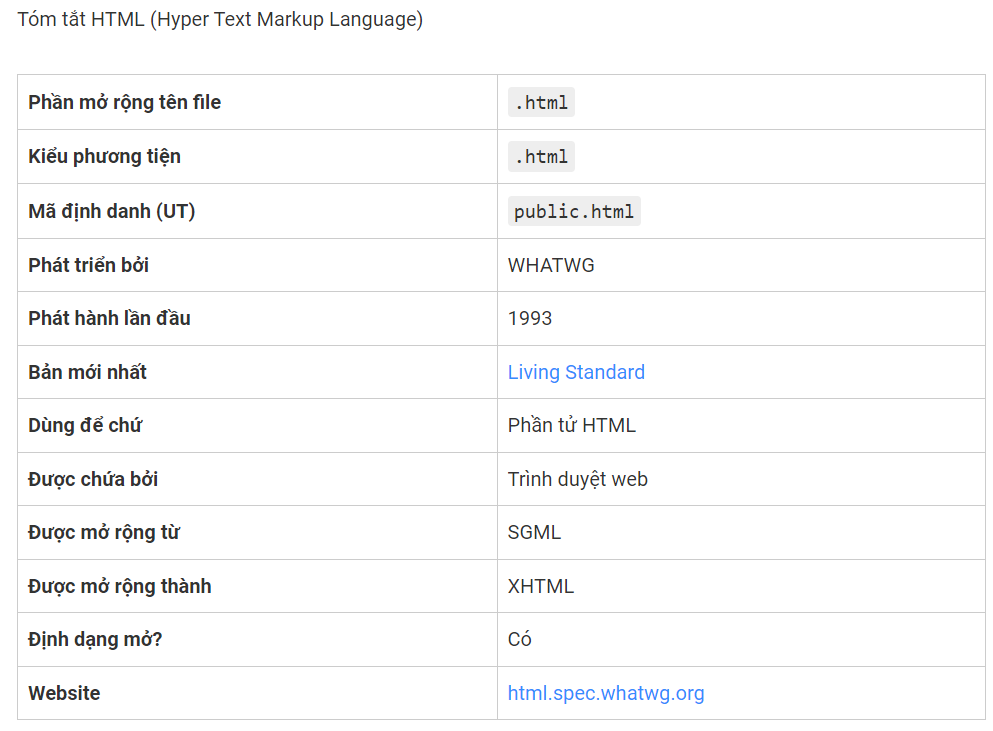 Tóm tắt HTML (Hyper Text Markup Language)
Phần mở rộng tên file .html
Kiểu phương tiện .html
Mã định danh (UT) public.html
Phát triển bởi WHATWG
Phát hành lần đầu 1993
Bản mới nhất Living Standard
Dùng để chứ Phần tử HTML
Được chứa bởi Trình duyệt web
Được mở rộng từ SGML
Được mở rộng thành XHTML
Định dạng mở? Có
Website html.spec.whatwg.org